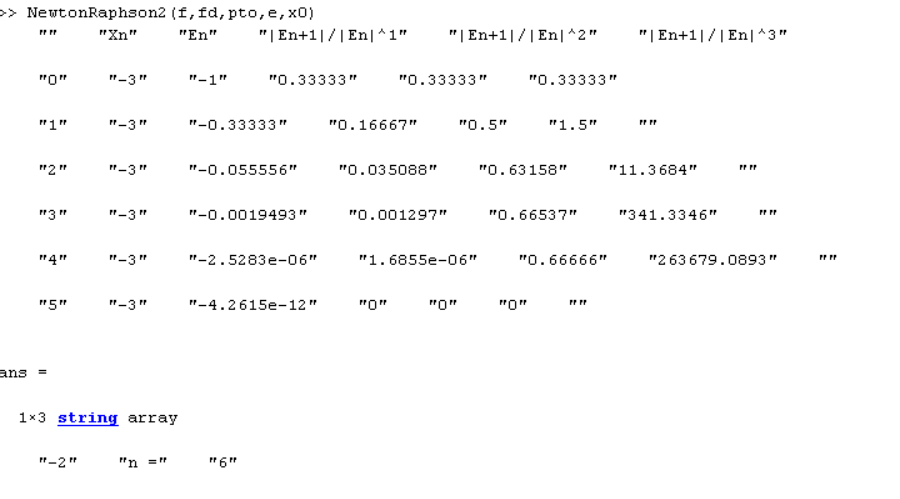 >> NewtonRaphson2(f,fd,pto,e,x0)
"" "Xn" "En" "|En+1|/|En|^1" "|En+1|/|En|^2" "|En+1|/|En|^3"
"0" "-3" "-1" "0.33333" "0.33333" "0.33333"
"1" "-3" "-0.33333" "0.16667" "0.5" "1.5" ""
"2" "-3" "-0.055556" "0.035088" "0.63158" "11.3684" ""
"3" "-3" "-0.0019493" "0.001297" "0.66537" "341.3346" ""
"4" "-3" "-2.5283e-06" "1.6855e-06" "0.66666" "263679.0893" ""
"5" "-3" "-4.2615e-12" "0" "0" "0" ""
ans =
1×3 string array
"-2" "n =" "6"